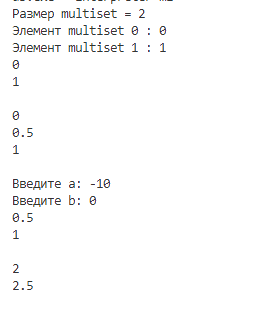 Размер multiset = 2
Элемент multiset 0 : 0
Элемент multiset 1 : 1
0
1
0
0.5
1
Введите a: -10
Введите b: 0
0.5
1
2
2.5